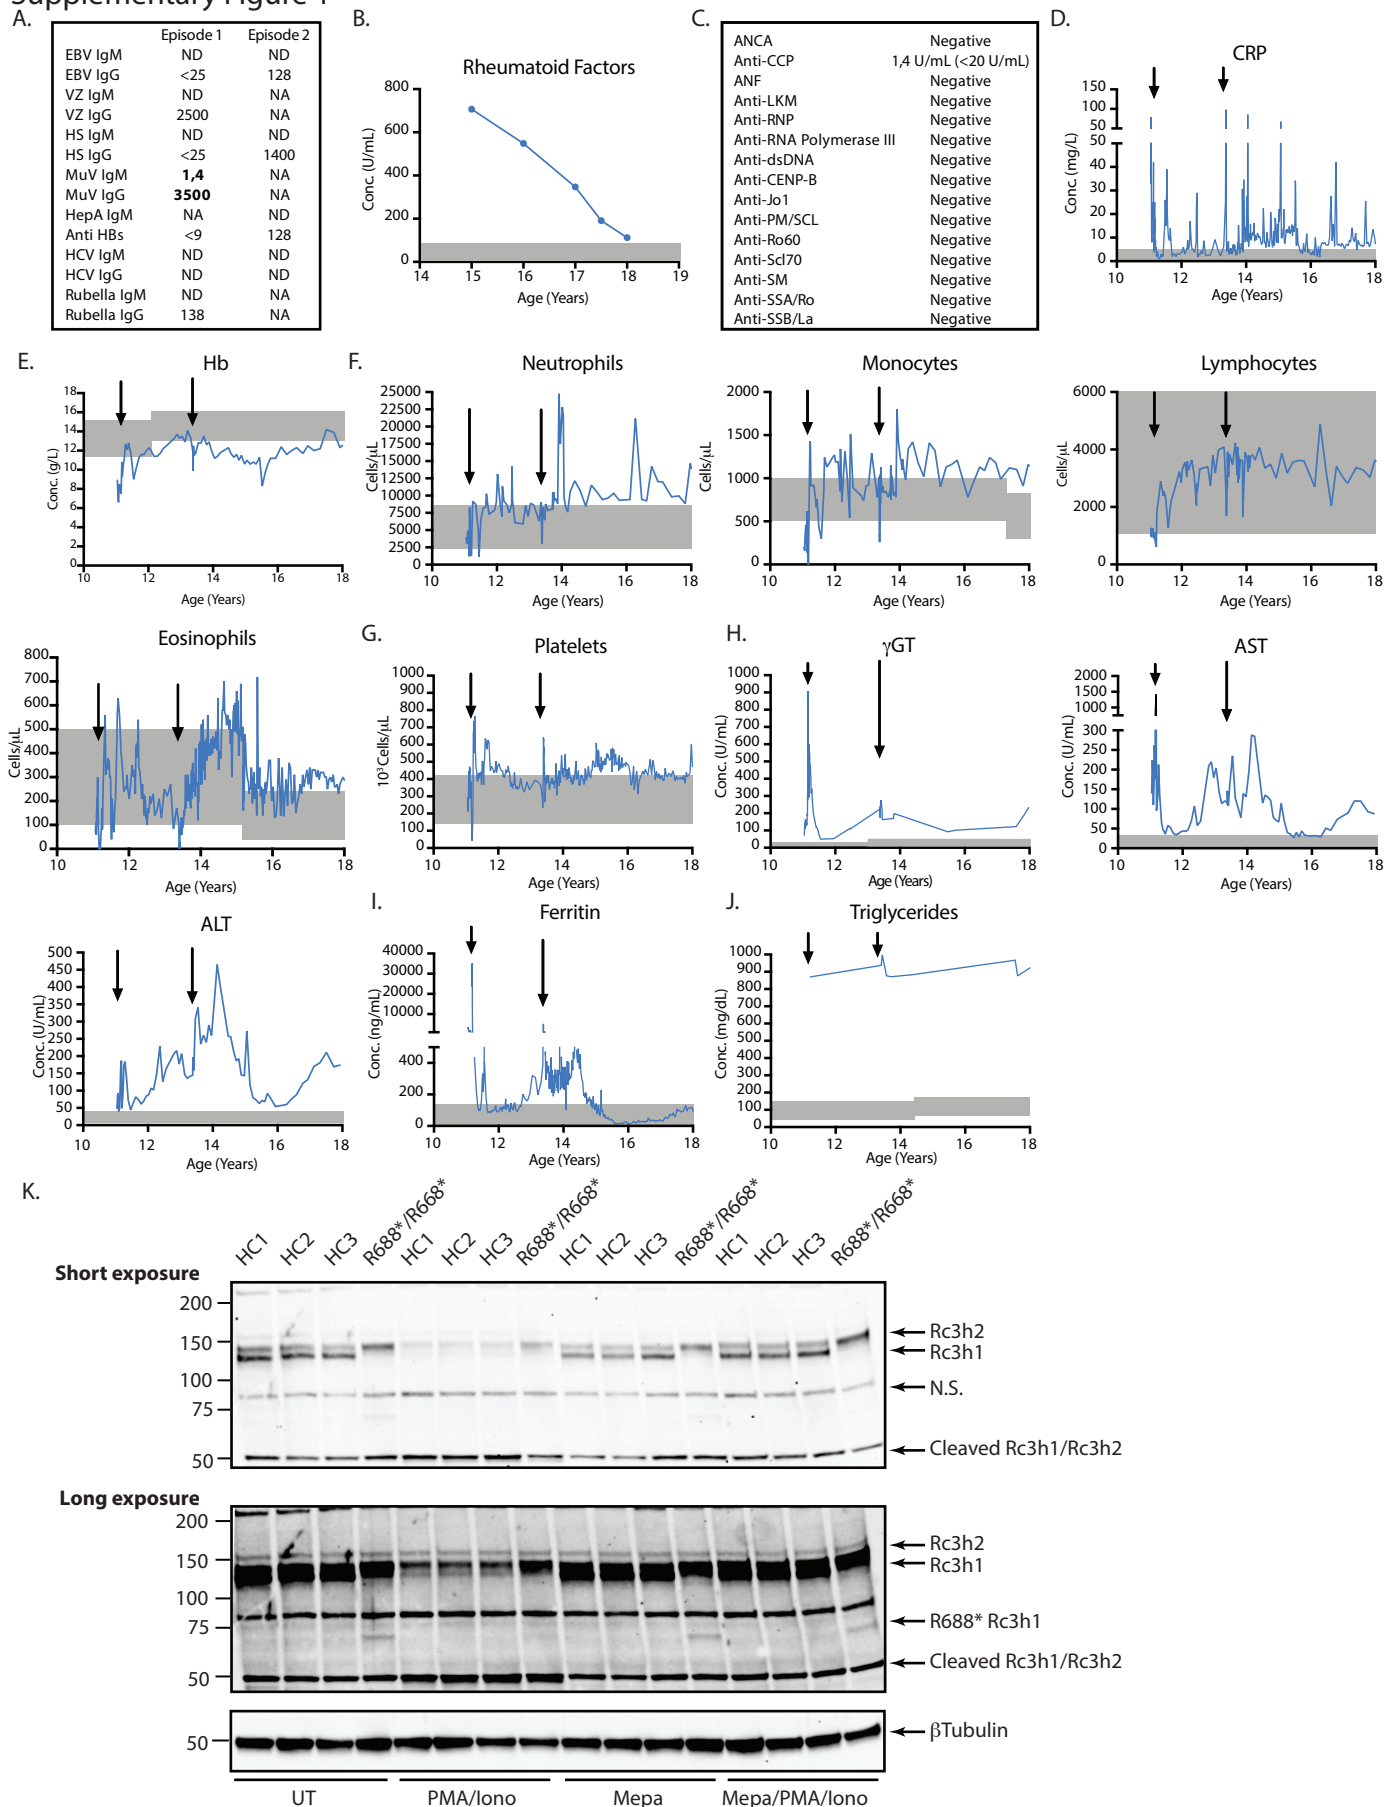 Supplementary Figure 1
A.
Episode 1 Episode 2
EBV IgM ND ND
EBV IgG <25 128
VZ IgM ND NA
VZ IgG 2500 NA
HS IgM ND ND
HS IgG <25 1400
MuV IgM 1,4 NA
MuV IgG 3500 NA
HepA IgM NA ND
Anti HBs <9 128
HCV IgM ND ND
HCV IgG ND ND
Rubella IgM ND NA
Rubella IgG 138 NA
B.
Rheumatoid Factors
Conc. (U/mL)
800
600
400
200
0
14 15 16 17 18 19
Age (Years)
C.
ANCA Negative
Anti-CCP 1,4 U/mL (<20 U/mL)
ANF Negative
Anti-LKM Negative
Anti-RNP Negative
Anti-RNA Polymerase III Negative
Anti-dsDNA Negative
Anti-CENP-B Negative
Anti-Jo1 Negative
Anti-PM/SCL Negative
Anti-Ro60 Negative
Anti-Scl70 Negative
Anti-SM Negative
Anti-SSA/Ro Negative
Anti-SSB/La Negative
D.
CRP
Conc. (mg/L)
150
100
50
50
40
30
20
10
0
10 12 14 16 18
Age (Years)
E.
Hb
Conc. (g/L)
18
16
14
12
10
8
6
4
2
0
10 12 14 16 18
Age (Years)
F.
Neutrophils
Cells/µL
25000
22500
20000
17500
15000
12500
10000
7500
5000
2500
0
10 12 14 16 18
Age (Years)
Monocytes
Cells/µL
2000
1500
1000
500
0
10 12 14 16 18
Age (Years)
Lymphocytes
Cells/µL
6000
4000
2000
0
10 12 14 16 18
Age (Years)
Eosinophils
Cells/µL
800
700
600
500
400
300
200
100
0
10 12 14 16 18
Age (Years)
G.
Platelets
10³Cells/µL
1000
900
800
700
600
500
400
300
200
100
0
10 12 14 16 18
Age (Years)
H.
γGT
Conc. (U/mL)
1000
900
800
700
600
500
400
300
200
100
0
10 12 14 16 18
Age (Years)
AST
Conc. (U/mL)
2000
1500
1000
300
250
200
150
100
50
0
10 12 14 16 18
Age (Years)
ALT
Conc. (U/mL)
500
450
400
350
300
250
200
150
100
50
0
10 12 14 16 18
Age (Years)
I.
Ferritin
Conc. (ng/mL)
40000
30000
20000
10000
400
200
0
10 12 14 16 18
Age (Years)
J.
Triglycerides
Conc. (mg/dL)
1000
900
800
700
600
500
400
300
200
100
0
10 12 14 16 18
Age (Years)
K.
HC1 HC2 HC3 R688*/R668* HC1 HC2 HC3 R688*/R668* HC1 HC2 HC3 R688*/R668* HC1 HC2 HC3 R688*/R668*
Short exposure
200
150
100
75
50
Rc3h2
Rc3h1
N.S.
Cleaved Rc3h1/Rc3h2
Long exposure
200
150
100
75
50
Rc3h2
Rc3h1
R688* Rc3h1
Cleaved Rc3h1/Rc3h2
50
βTubulin
UT PMA/Iono Mepa Mepa/PMA/Iono